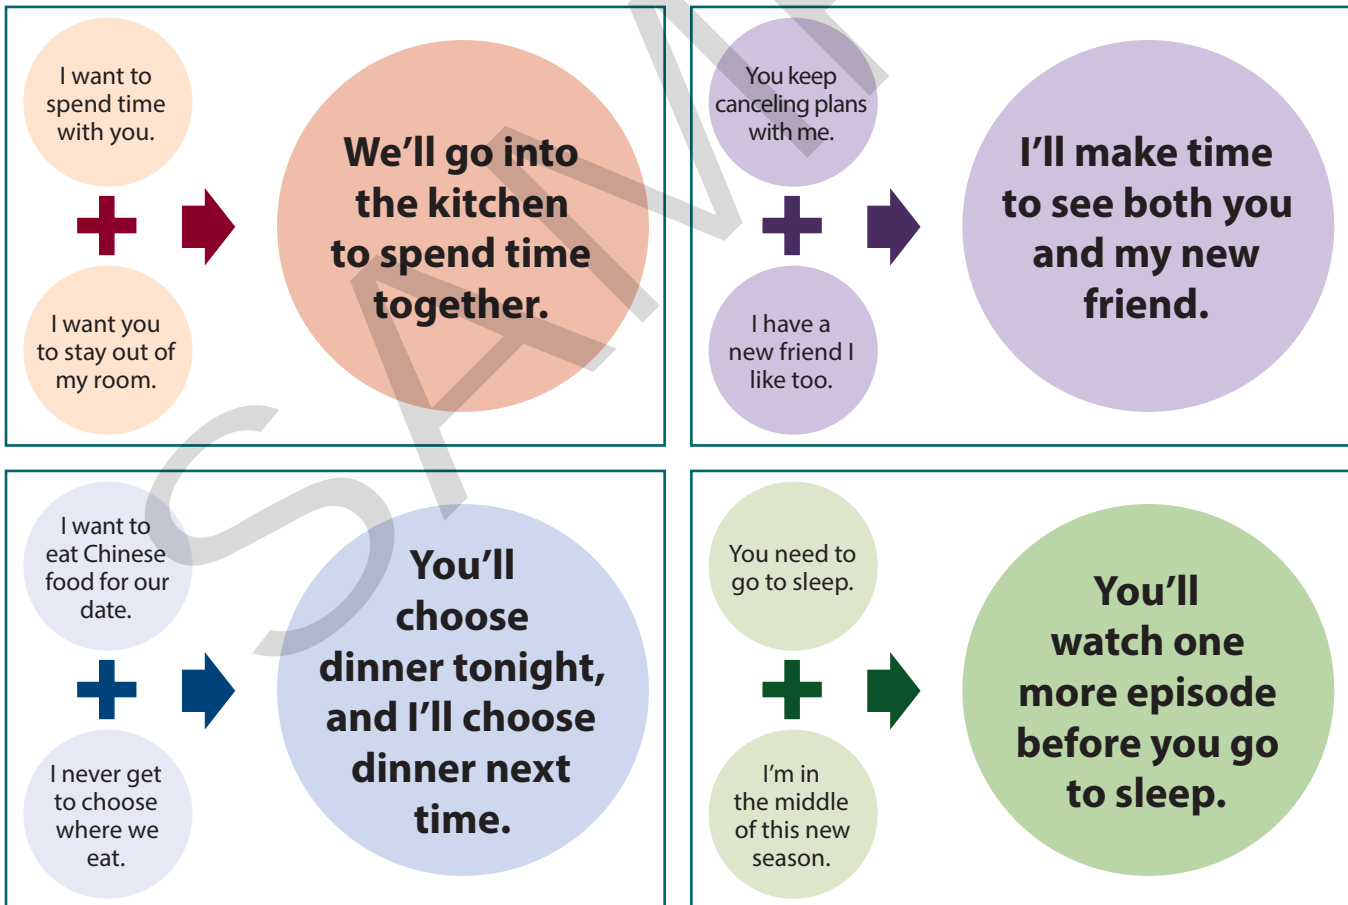 I want to
spend time
with you.
I want you
to stay out of
my room.
We’ll go into
the kitchen
to spend time
together.
You keep
canceling plans
with me.
I have a
new friend I
like too.
I’ll make time
to see both you
and my new
friend.
I want to
eat Chinese
food for our
date.
I never get
to choose
where we
eat.
You’ll
choose
dinner tonight,
and I’ll choose
dinner next
time.
You need to
go to sleep.
I’m in
the middle
of this new
season.
You’ll
watch one
more episode
before you go
to sleep.